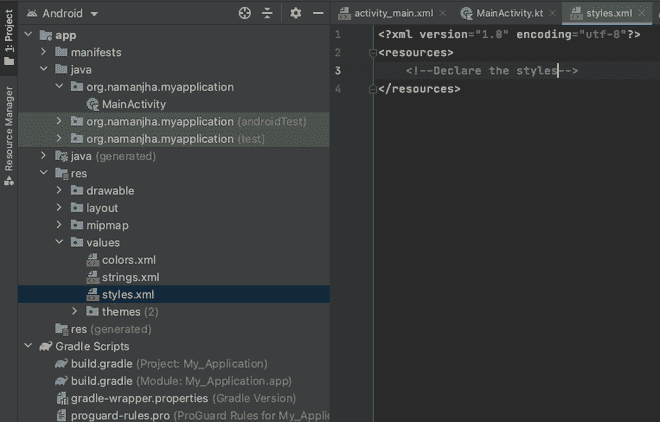 1: Project
Resource Manager
Android
app
manifests
java
org.namanjha.myapplication
MainActivity
org.namanjha.myapplication (androidTest)
org.namanjha.myapplication (test)
java (generated)
res
drawable
layout
mipmap
values
colors.xml
strings.xml
styles.xml
themes (2)
res (generated)
Gradle Scripts
build.gradle (Project: My_Application)
build.gradle (Module: My_Application.app)
gradle-wrapper.properties (Gradle Version)
proguard-rules.pro (ProGuard Rules for My_Applic
activity_main.xml
MainActivity.kt
styles.xml
1 <?xml version="1.0" encoding="utf-8"?>
2 <resources>
3 <!--Declare the styles-->
4 </resources>